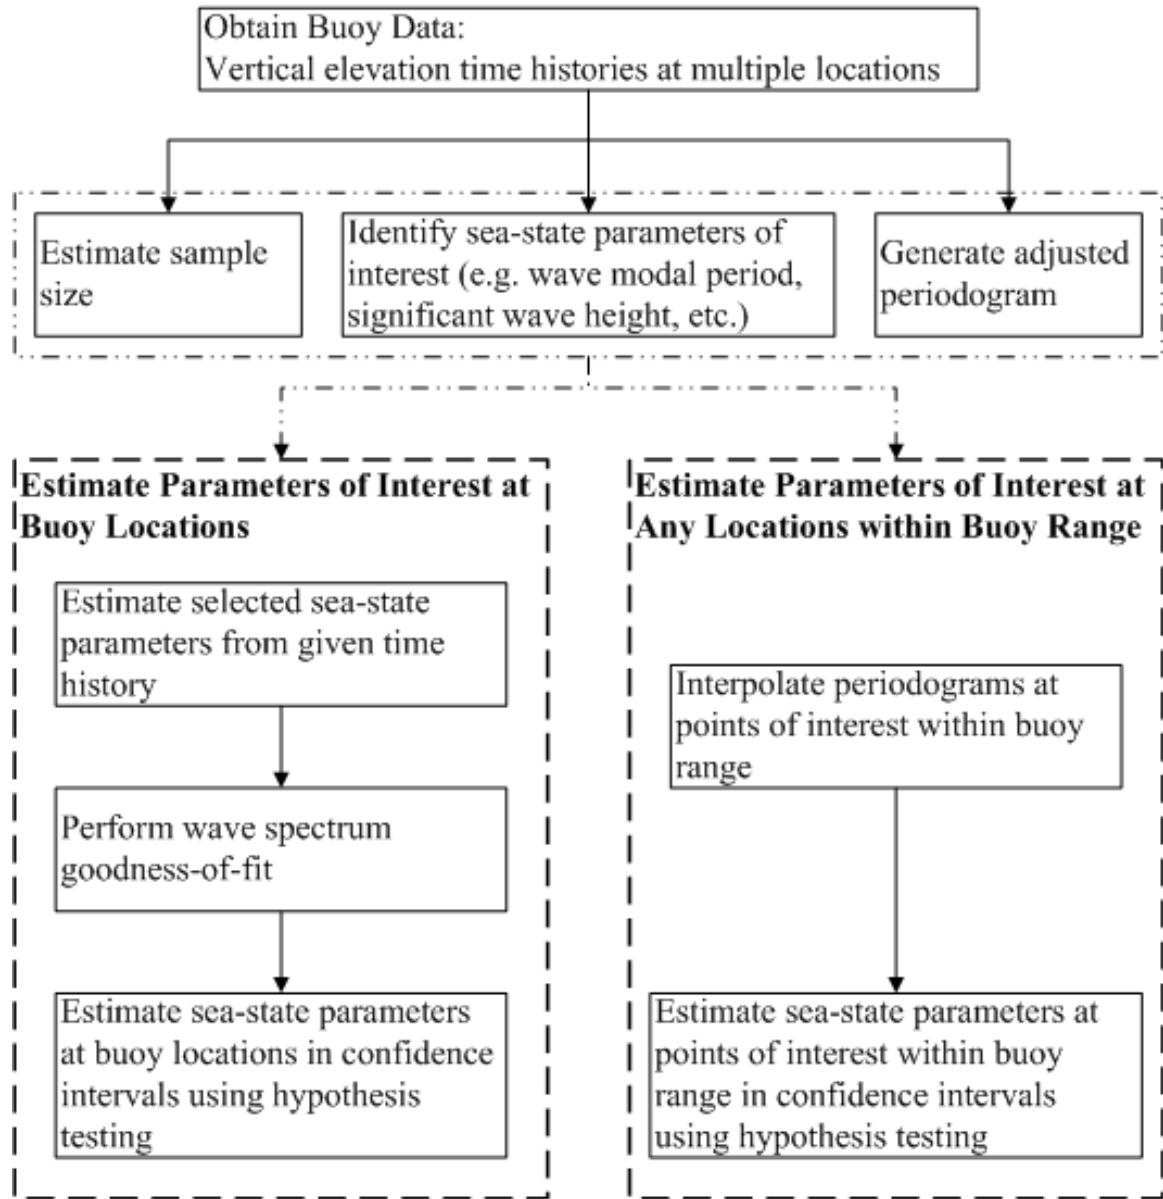 Obtain Buoy Data:
Vertical elevation time histories at multiple locations
Estimate sample
size
Identify sea-state parameters of
interest (e.g. wave modal period,
significant wave height, etc.)
Generate adjusted
periodogram
Estimate Parameters of Interest at
Buoy Locations
Estimate selected sea-state
parameters from given time
history
Perform wave spectrum
goodness-of-fit
Estimate sea-state parameters
at buoy locations in confidence
intervals using hypothesis
testing
Estimate Parameters of Interest at
Any Locations within Buoy Range
Interpolate periodograms at
points of interest within buoy
range
Estimate sea-state parameters at
points of interest within buoy
range in confidence intervals
using hypothesis testing